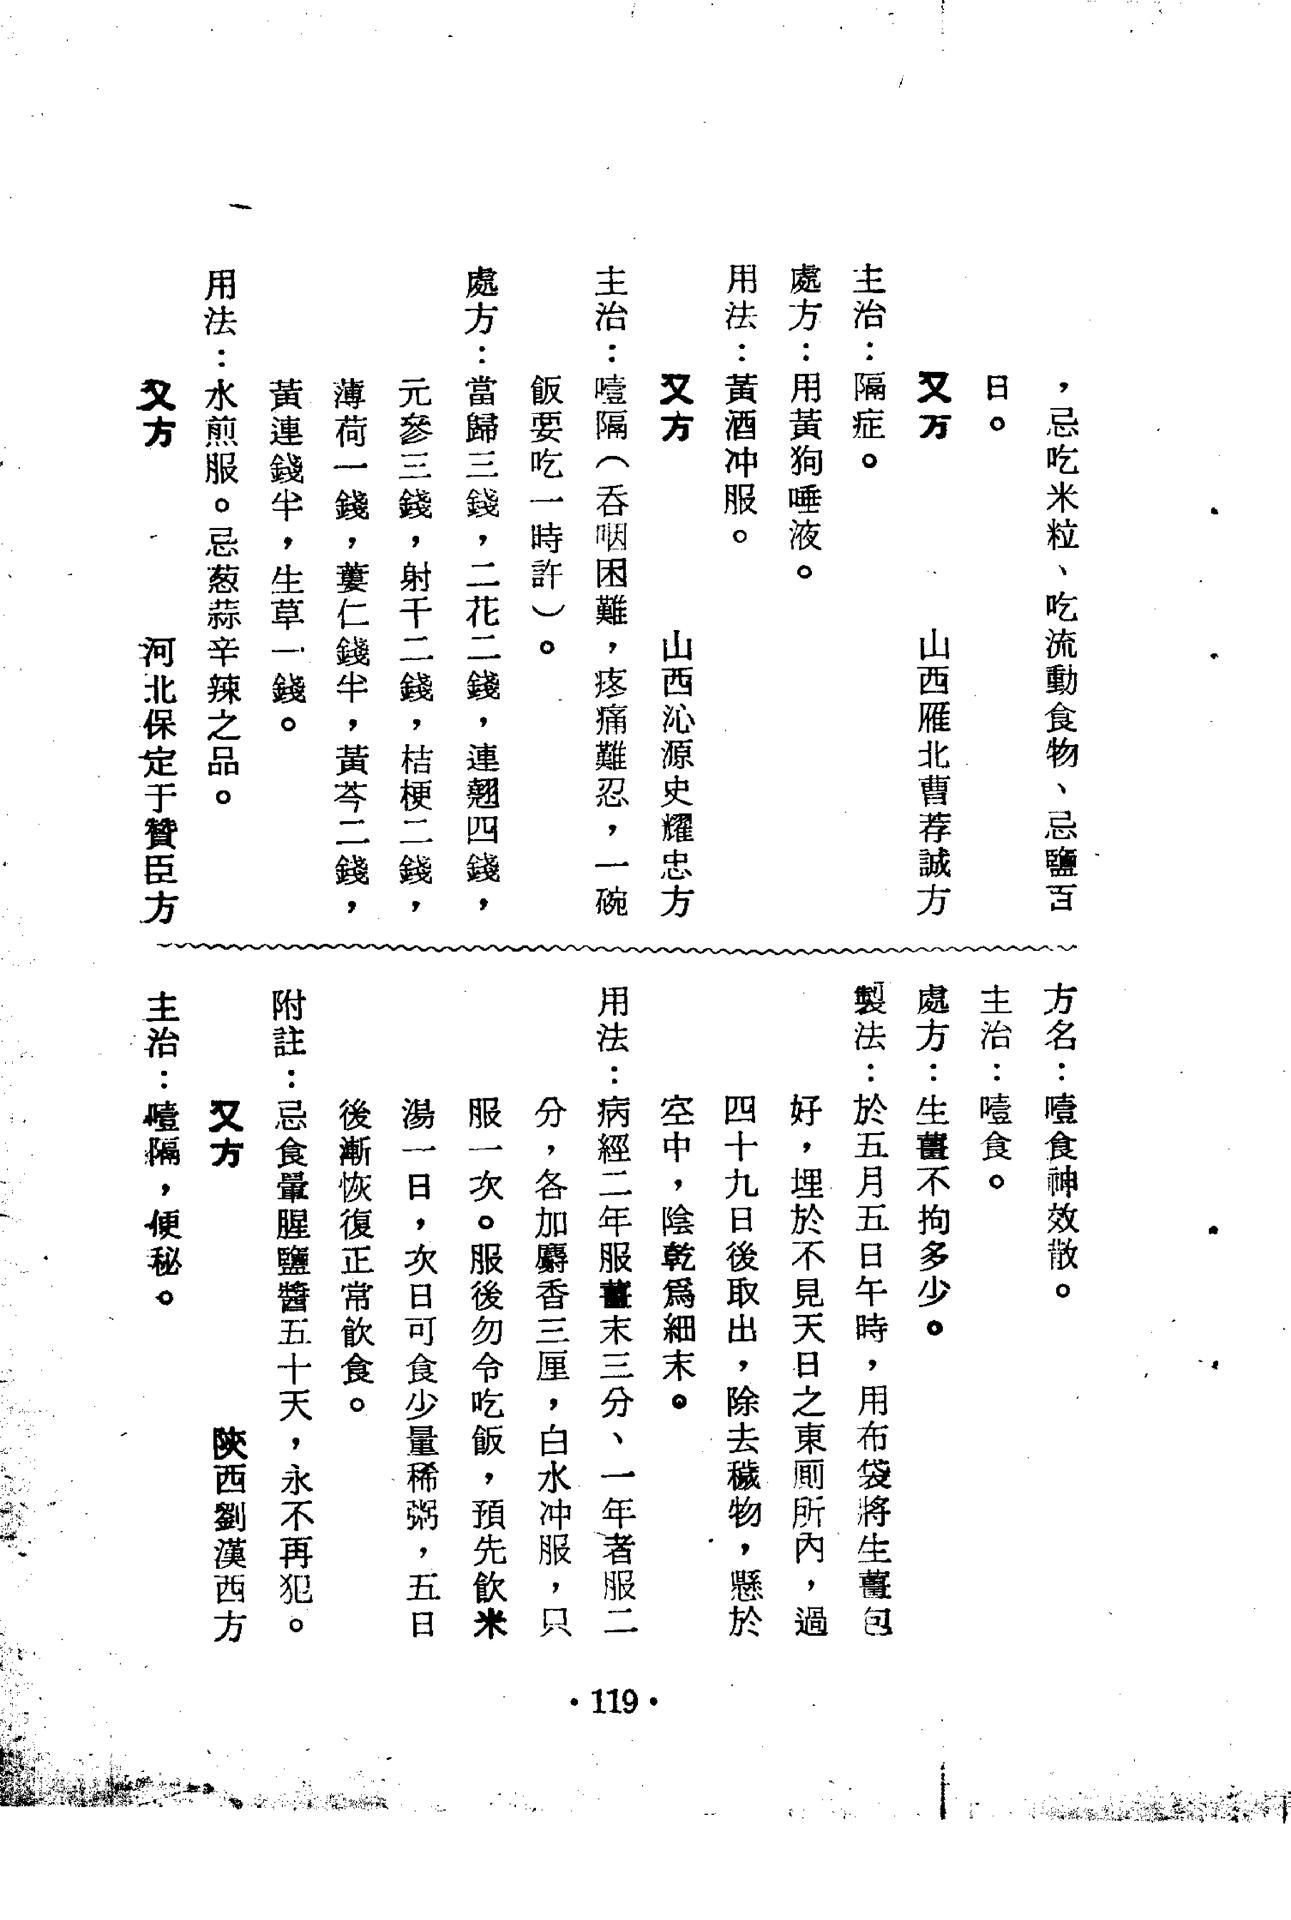 ，忌吃米粒、吃流動食物、忌鹽百
日。
又方　山西雁北曹荐誠方
主治：隔症。
處方：用黃狗唾液。
用法：黃酒冲服。
又方　山西沁源史耀忠方
主治：噎隔（呑咽困難，疼痛難忍，一碗
飯要吃一時許）。
處方：當歸三錢，二花二錢，連翹四錢，
元參三錢，射干二錢，桔梗二錢，
薄荷一錢，蔞仁錢半，黃芩二錢，
黃連錢半，生草一錢。
用法：水煎服。忌葱蒜辛辣之品。
又方　河北保定于贊臣方
方名：噎食神效散。
主治：噎食。
處方：生薑不拘多少。
製法：於五月五日午時，用布袋將生薑包
好，埋於不見天日之東厠所內，過
四十九日後取出，除去穢物，懸於
空中，陰乾爲細末。
用法：病經二年服薑末三分、一年者服二
分，各加麝香三厘，白水冲服，只
服一次。服後勿令吃飯，預先飲米
湯一日，次日可食少量稀粥，五日
後漸恢復正常飲食。
附註：忌食暈腥鹽醬五十天，永不再犯。
又方　陝西劉漢西方
主治：噎隔，便秘。
·119·